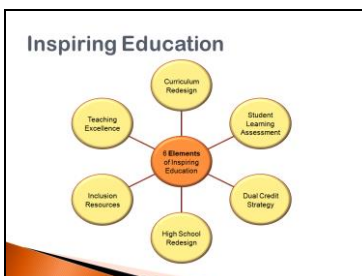 Inspiring Education
Curriculum
Redesign
Student
Learning
Assessment
Dual Credit
Strategy
High School
Redesign
Inclusion
Resources
Teaching
Excellence
6 Elements
of Inspiring
Education